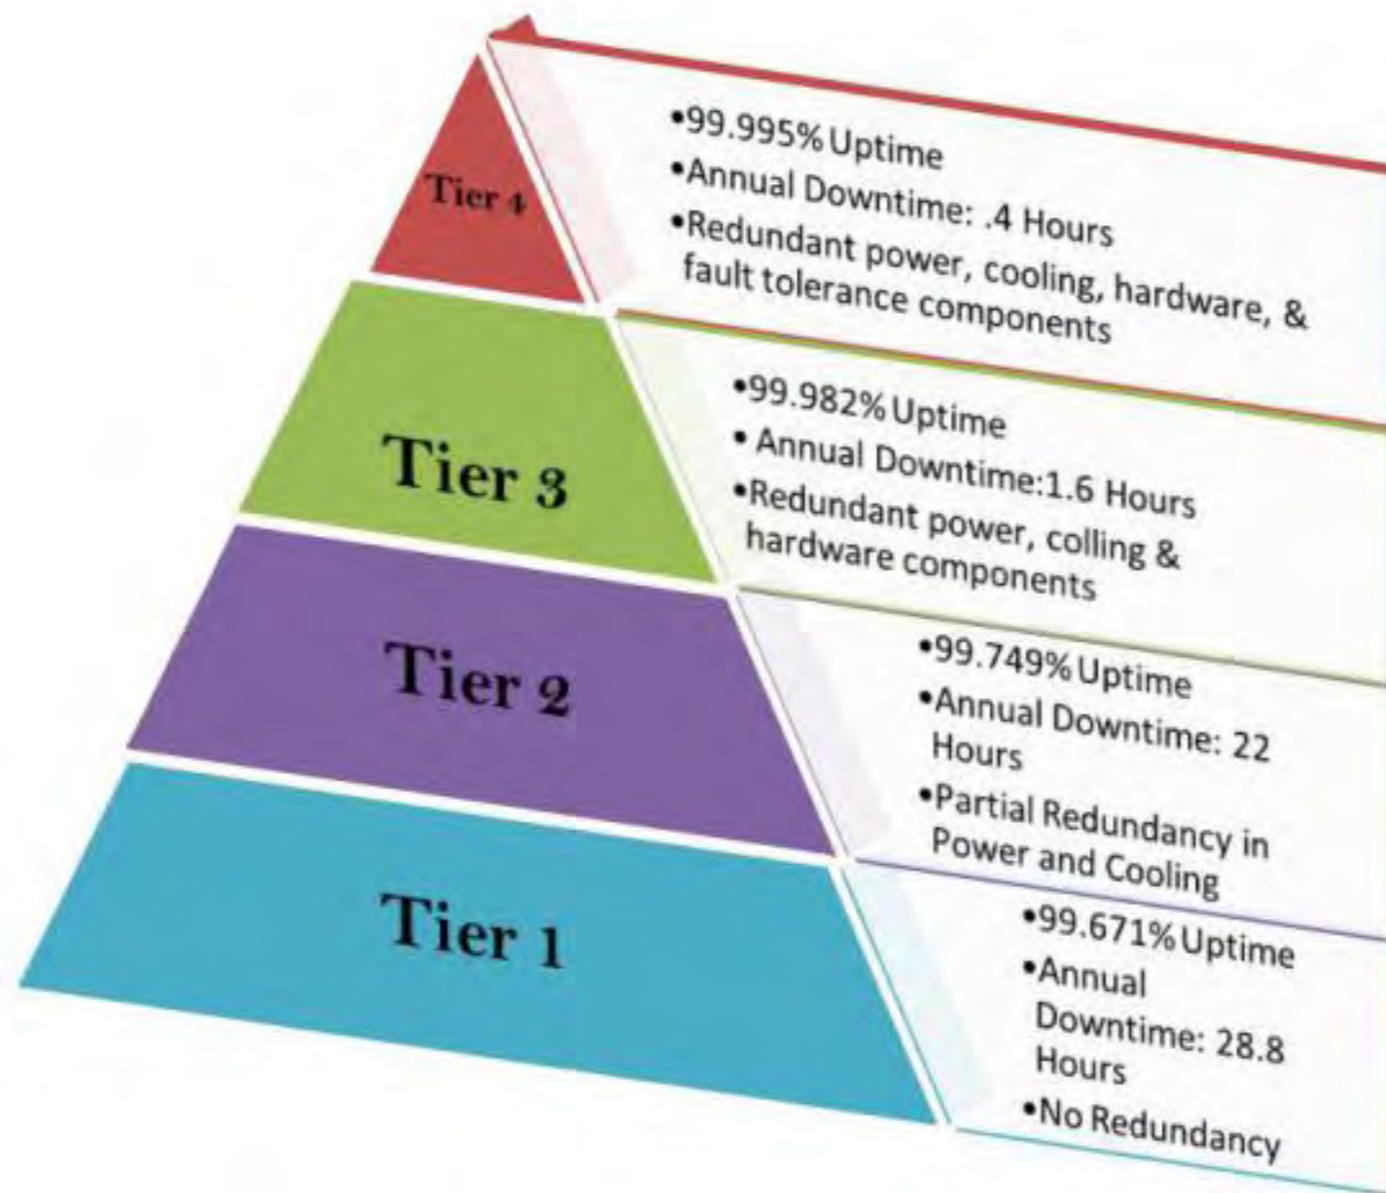 Tier 4
•99.995% Uptime
•Annual Downtime: .4 Hours
•Redundant power, cooling, hardware, &
fault tolerance components
Tier 3
•99.982% Uptime
• Annual Downtime:1.6 Hours
•Redundant power, colling &
hardware components
Tier 2
•99.749% Uptime
•Annual Downtime: 22
Hours
•Partial Redundancy in
Power and Cooling
Tier 1
•99.671% Uptime
•Annual
Downtime: 28.8
Hours
•No Redundancy